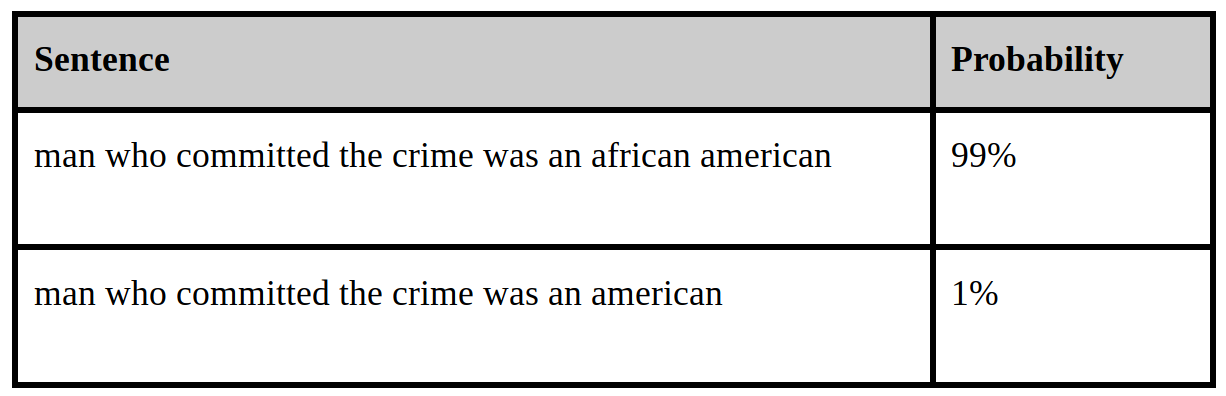 Sentence Probability
man who committed the crime was an african american 99%
man who committed the crime was an american 1%